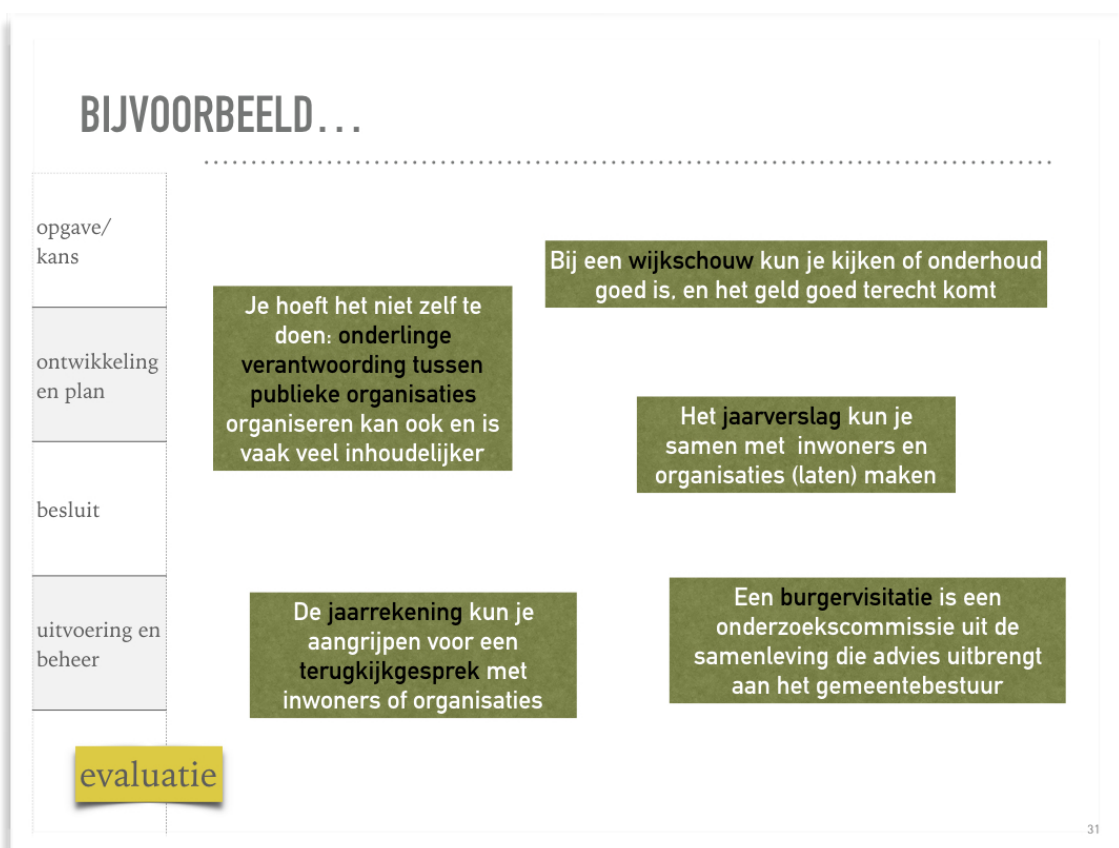 BIJVOORBEELD...
opgave/
kans
ontwikkeling
en plan
besluit
uitvoering en
beheer
evaluatie
Je hoeft het niet zelf te
doen: onderlinge
verantwoording tussen
publieke organisaties
organiseren kan ook en is
vaak veel inhoudelijker
Bij een wijkschouw kun je kijken of onderhoud
goed is, en het geld goed terecht komt
Het jaarverslag kun je
samen met inwoners en
organisaties (laten) maken
De jaarrekening kun je
aangrijpen voor een
terugkijkgesprek met
inwoners of organisaties
Een burgervisitatie is een
onderzoekscommissie uit de
samenleving die advies uitbrengt
aan het gemeentebestuur
31